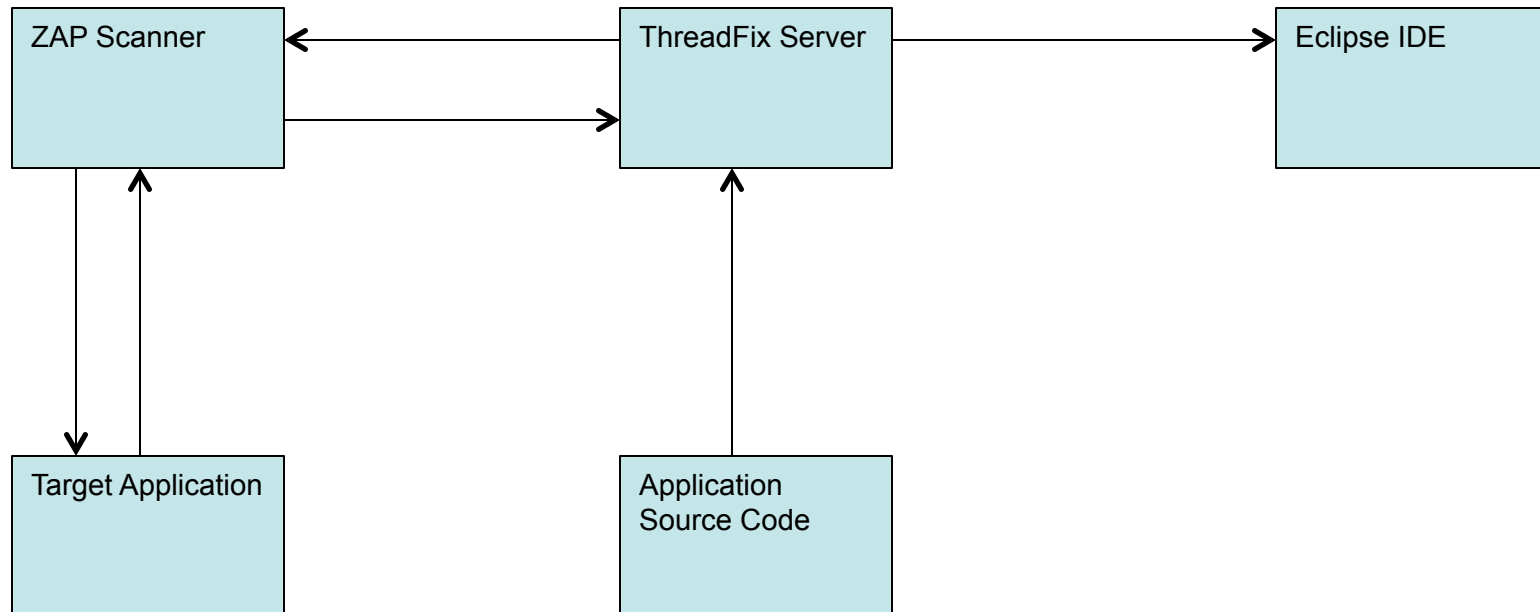 ZAP Scanner
ThreadFix Server
Eclipse IDE
Target Application
Application
Source Code